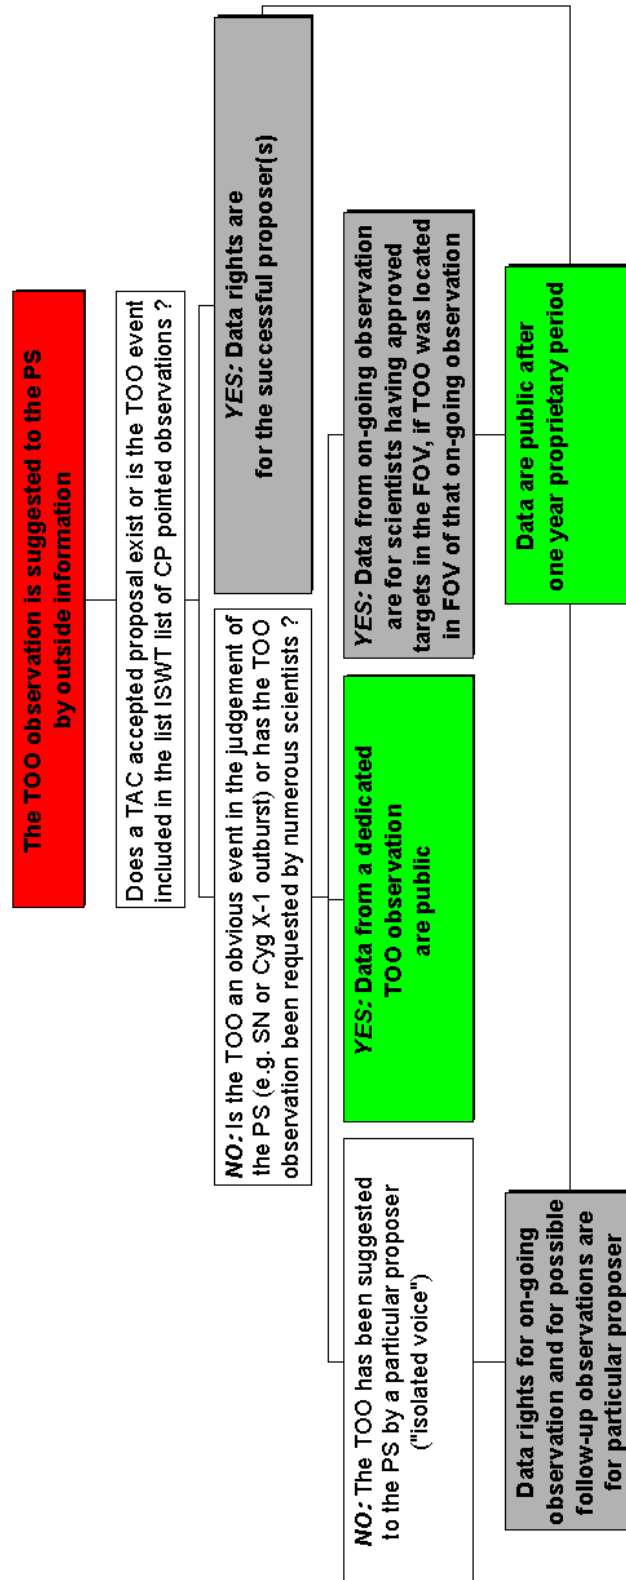 The TOO observation is suggested to the PS
by outside information
Does a TAC accepted proposal exist or is the TOO event
included in the list ISWT list of CP pointed observations ?
NO: Is the TOO an obvious event in the judgement of
the PS (e.g. SN or Cyg X-1 outburst) or has the TOO
observation been requested by numerous scientists ?
YES: Data rights are
for the successful proposer(s)
NO: The TOO has been suggested
to the PS by a particular proposer
("isolated voice")
YES: Data from a dedicated
TOO observation
are public
YES: Data from on-going observation
are for scientists having approved
targets in the FOV, if TOO was located
in FOV of that on-going observation
Data rights for on-going
observation and for possible
follow-up observations are
for particular proposer
Data are public after
one year proprietary period